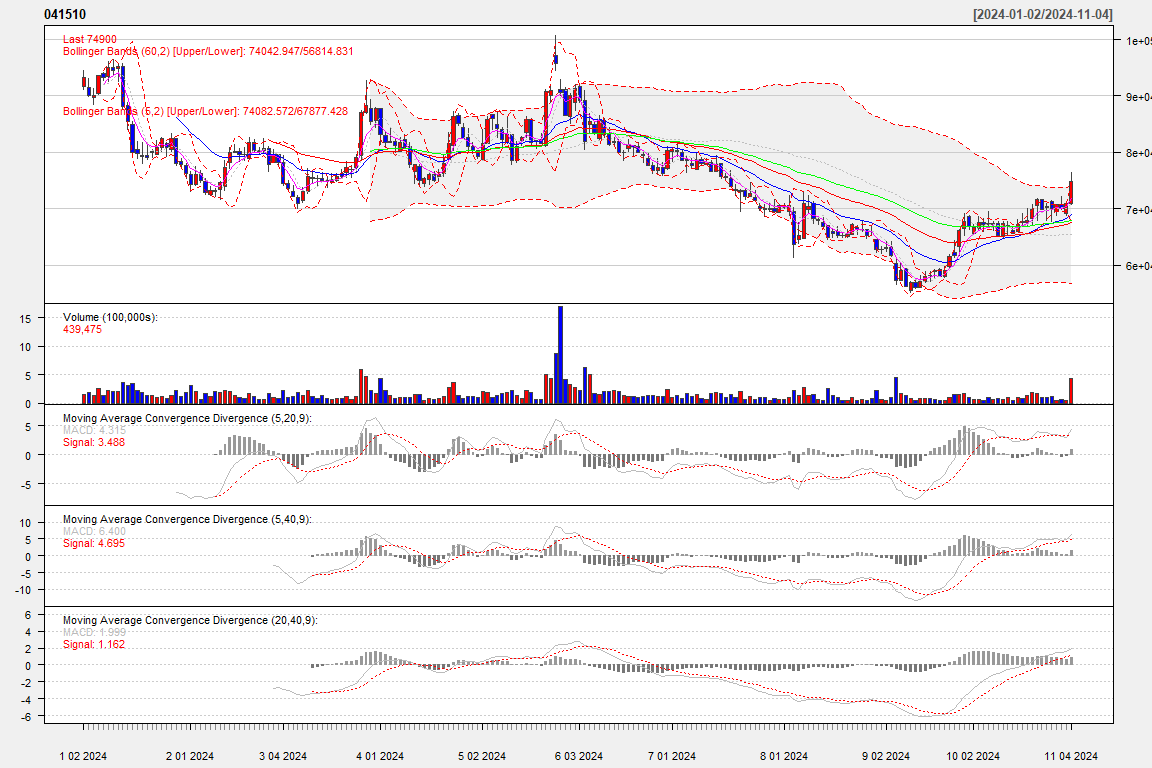 041510 [2024-01-02/2024-11-04]
Last 74900
Bollinger Bands (60,2) [Upper/Lower]: 74042.947/56814.831
Bollinger Bands (5,2) [Upper/Lower]: 74082.572/67877.428
1e+05
9e+04
8e+04
7e+04
6e+04
Volume (100,000s):
439,475
15
10
5
0
Moving Average Convergence Divergence (5,20,9):
MACD: 4.315
Signal: 3.488
5
0
-5
Moving Average Convergence Divergence (5,40,9):
MACD: 6.400
Signal: 4.695
10
5
0
-5
-10
Moving Average Convergence Divergence (20,40,9):
MACD: 1.999
Signal: 1.162
6
4
2
0
-2
-4
-6
1 02 2024 2 01 2024 3 04 2024 4 01 2024 5 02 2024 6 03 2024 7 01 2024 8 01 2024 9 02 2024 10 02 2024 11 04 2024